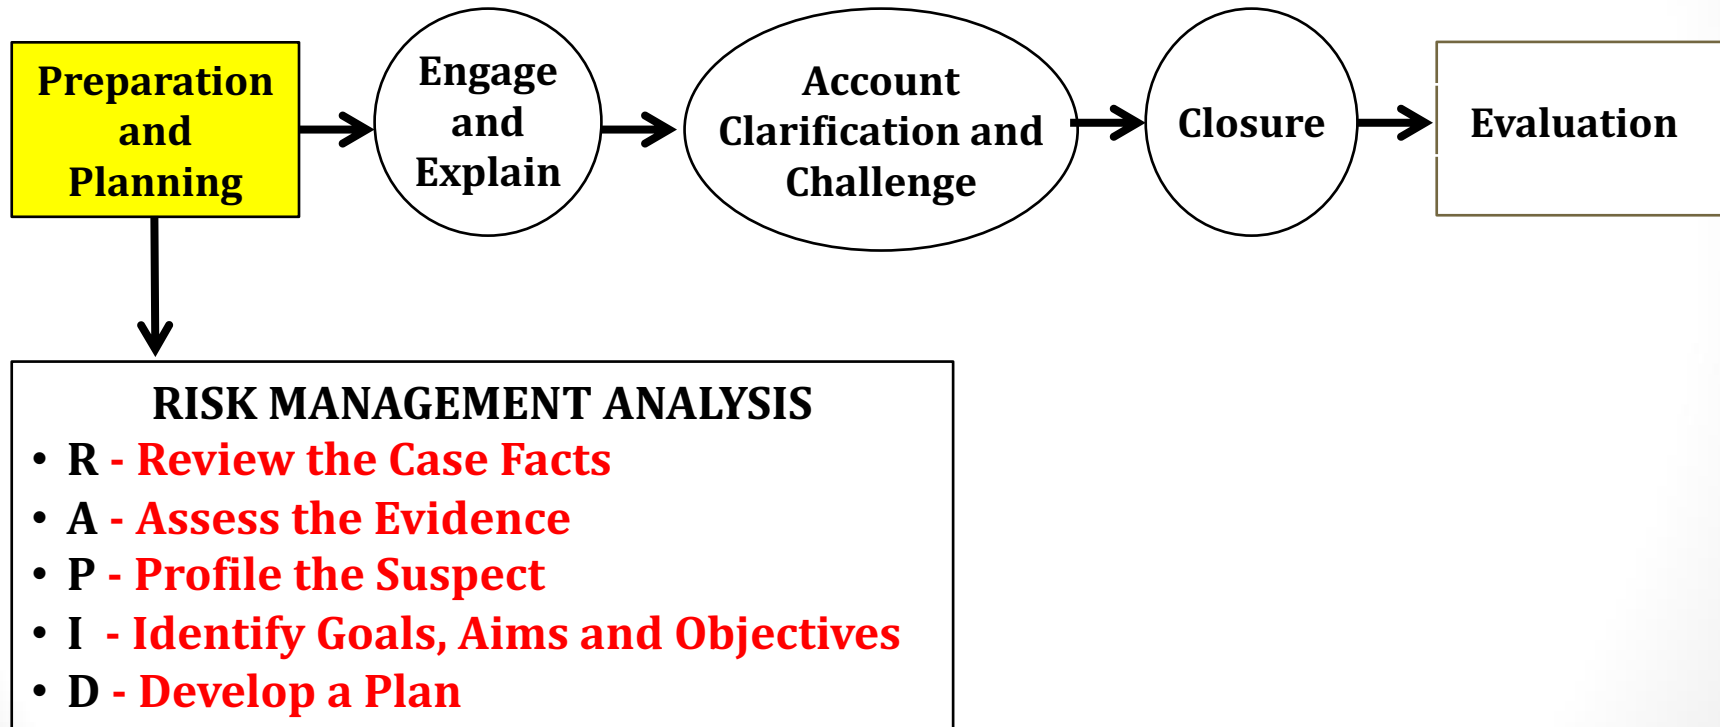 Preparation
and
Planning
Engage
and
Explain
Account
Clarification and
Challenge
Closure
Evaluation
RISK MANAGEMENT ANALYSIS
• R - Review the Case Facts
• A - Assess the Evidence
• P - Profile the Suspect
• I - Identify Goals, Aims and Objectives
• D - Develop a Plan